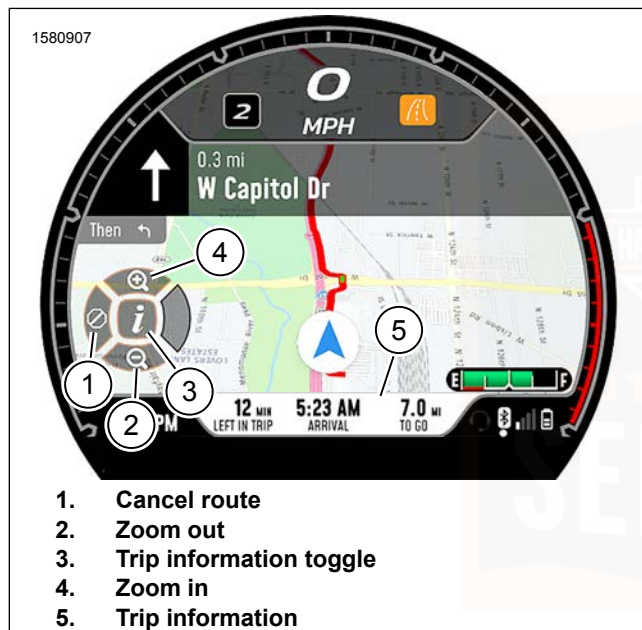 1580907
0
2
MPH
0.3 mi
W Capitol Dr
Then
4
i
5
1
3
2
E F
PM
12 MIN 5:23 AM 7.0 MI
LEFT IN TRIP ARRIVAL TO GO
1. Cancel route
2. Zoom out
3. Trip information toggle
4. Zoom in
5. Trip information